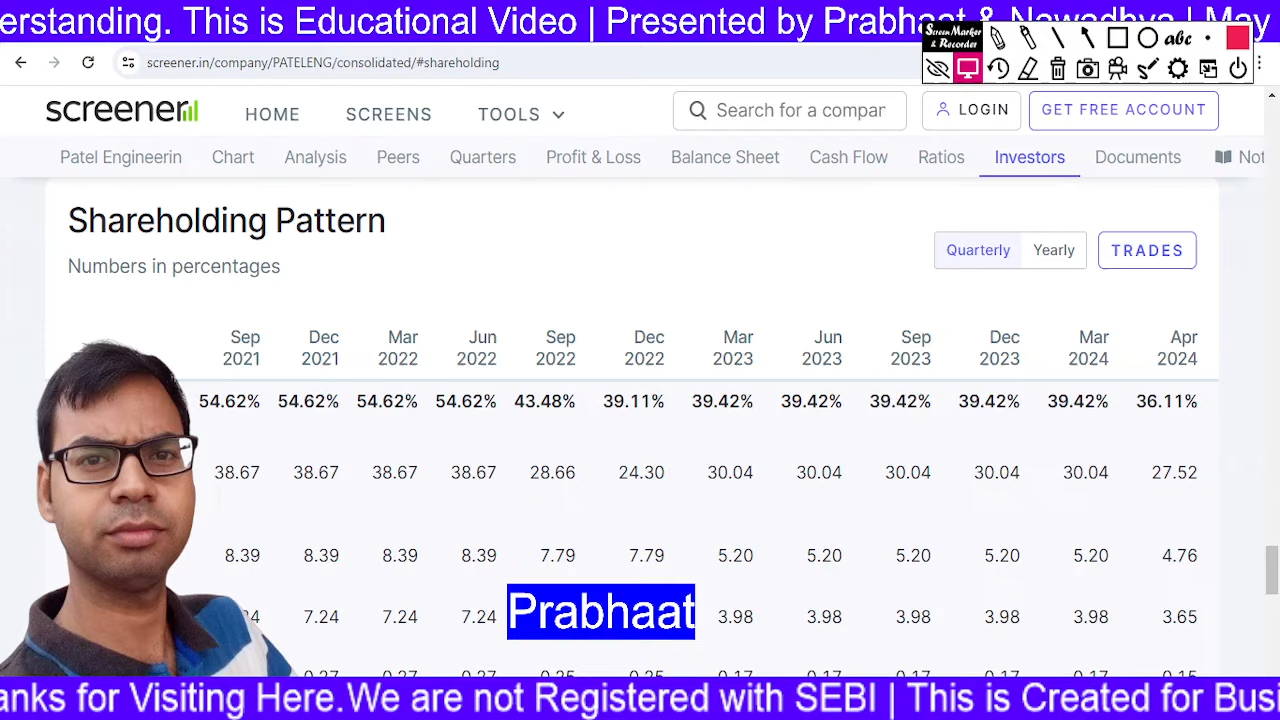 erstanding. This is Educational Video | Presented by Prabhaat & Nawadhya | May
Screen Marker
& Recorder
abc
screener.in/company/PATELENG/consolidated/#shareholding
screener
HOME SCREENS TOOLS
Search for a compar
LOGIN
GET FREE ACCOUNT
Patel Engineerin Chart Analysis Peers Quarters Profit & Loss Balance Sheet Cash Flow Ratios Investors Documents Not
Shareholding Pattern
Quarterly Yearly TRADES
Numbers in percentages
Sep Dec Mar Jun Sep Dec Mar Jun Sep Dec Mar Apr
2021 2021 2022 2022 2022 2022 2023 2023 2023 2023 2024 2024
54.62% 54.62% 54.62% 54.62% 43.48% 39.11% 39.42% 39.42% 39.42% 39.42% 39.42% 36.11%
38.67 38.67 38.67 38.67 28.66 24.30 30.04 30.04 30.04 30.04 30.04 27.52
8.39 8.39 8.39 8.39 7.79 7.79 5.20 5.20 5.20 5.20 5.20 4.76
7.24 7.24 7.24 Prabhaat 3.98 3.98 3.98 3.98 3.98 3.65
anks for Visiting Here.We are not Registered with SEBI | This is Created for Busi